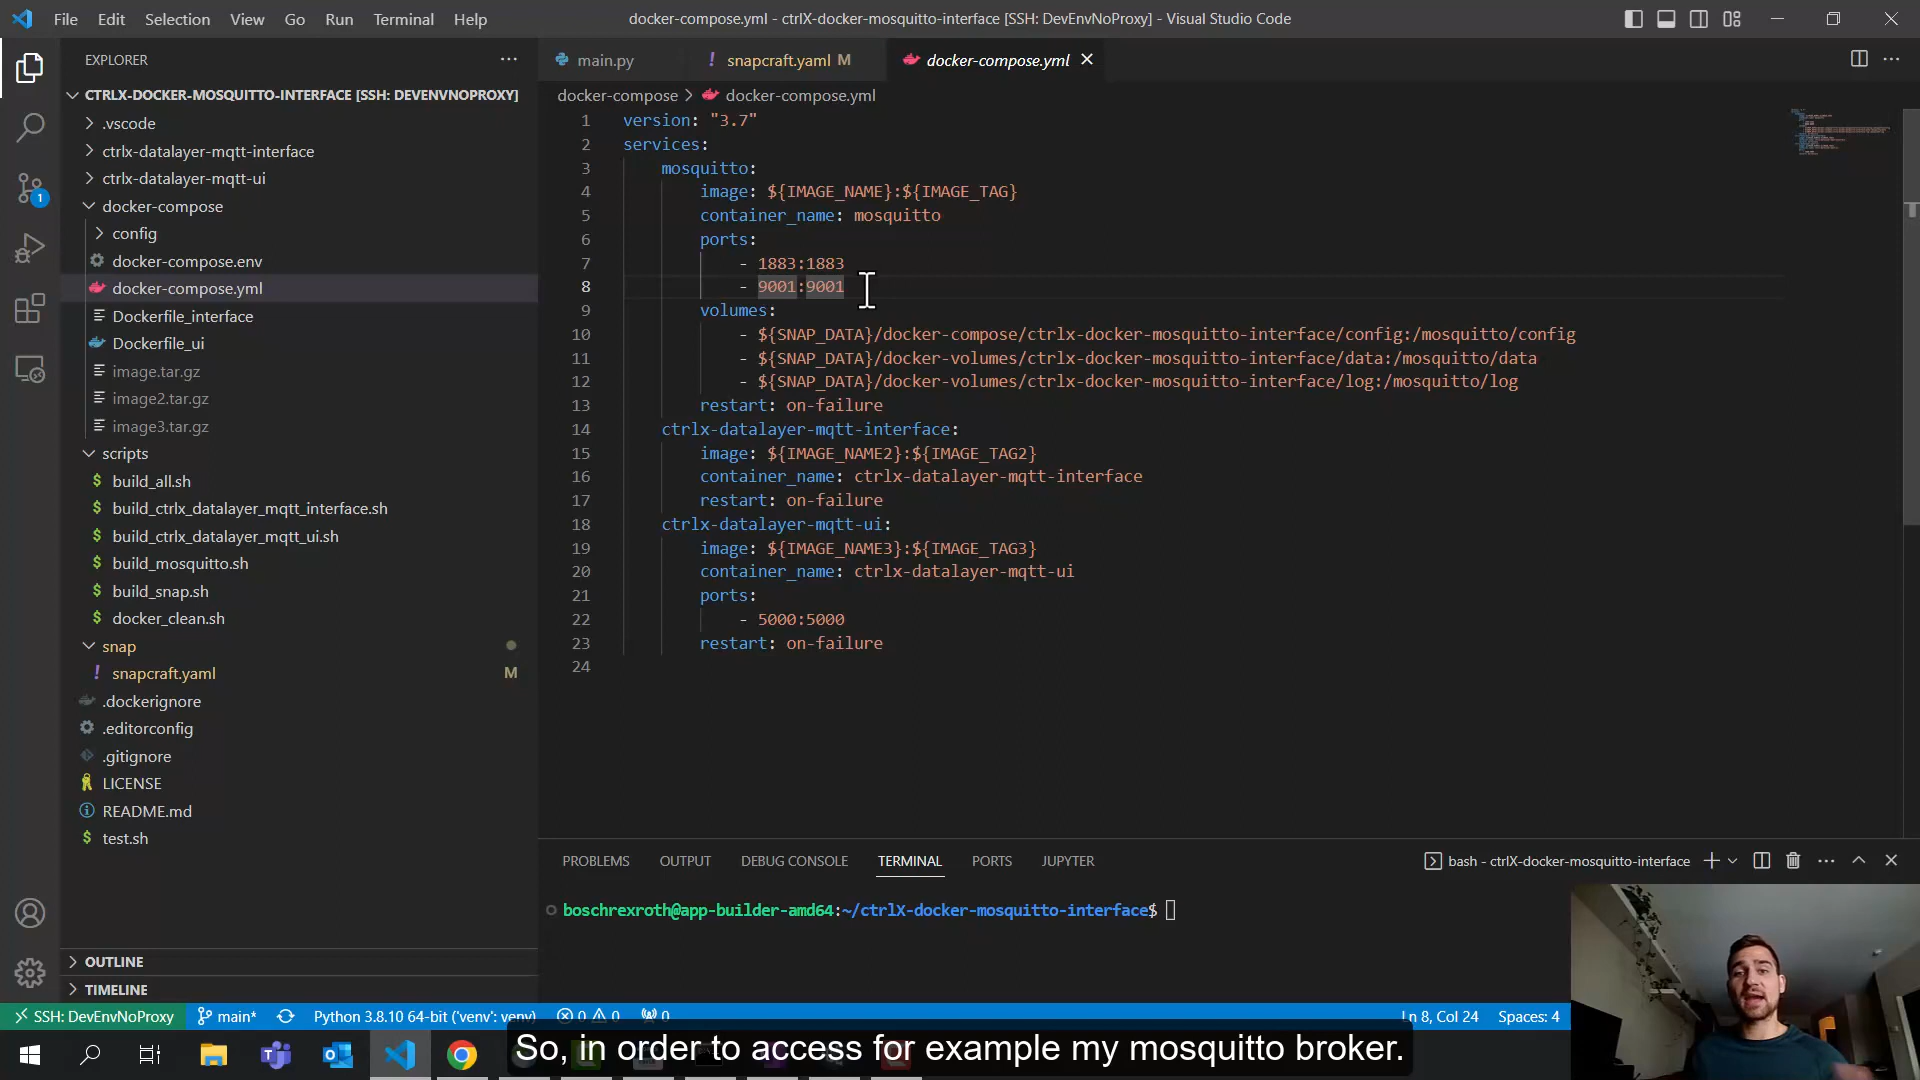 File Edit Selection View Go Run Terminal Help
docker-compose.yml - ctrlX-docker-mosquitto-interface [SSH: DevEnvNoProxy] - Visual Studio Code
EXPLORER
CTRLX-DOCKER-MOSQUITTO-INTERFACE [SSH: DEVENVNOPROXY]
.vscode
ctrlx-datalayer-mqtt-interface
ctrlx-datalayer-mqtt-ui
docker-compose
config
docker-compose.env
docker-compose.yml
Dockerfile_interface
Dockerfile_ui
image.tar.gz
image2.tar.gz
image3.tar.gz
scripts
build_all.sh
build_ctrlx_datalayer_mqtt_interface.sh
build_ctrlx_datalayer_mqtt_ui.sh
build_mosquitto.sh
build_snap.sh
docker_clean.sh
snap
snapcraft.yaml M
.dockerignore
.editorconfig
.gitignore
LICENSE
README.md
test.sh
OUTLINE
TIMELINE
1
main.py ! snapcraft.yaml M docker-compose.yml
docker-compose > docker-compose.yml
1 version: "3.7"
2 services:
3 mosquitto:
4 image: ${IMAGE_NAME}:${IMAGE_TAG}
5 container_name: mosquitto
6 ports:
7 - 1883:1883
8 - 9001:9001
9 volumes:
10 - ${SNAP_DATA}/docker-compose/ctrlx-docker-mosquitto-interface/config:/mosquitto/config
11 - ${SNAP_DATA}/docker-volumes/ctrlx-docker-mosquitto-interface/data:/mosquitto/data
12 - ${SNAP_DATA}/docker-volumes/ctrlx-docker-mosquitto-interface/log:/mosquitto/log
13 restart: on-failure
14 ctrlx-datalayer-mqtt-interface:
15 image: ${IMAGE_NAME2}:${IMAGE_TAG2}
16 container_name: ctrlx-datalayer-mqtt-interface
17 restart: on-failure
18 ctrlx-datalayer-mqtt-ui:
19 image: ${IMAGE_NAME3}:${IMAGE_TAG3}
20 container_name: ctrlx-datalayer-mqtt-ui
21 ports:
22 - 5000:5000
23 restart: on-failure
24
PROBLEMS OUTPUT DEBUG CONSOLE TERMINAL PORTS JUPYTER
bash - ctrlX-docker-mosquitto-interface
boschrexroth@app-builder-amd64:~/ctrlX-docker-mosquitto-interface$
SSH: DevEnvNoProxy main* Python 3.8.10 64-bit ('venv': venv) 0 0 0 Ln 8, Col 24 Spaces: 4
So, in order to access for example my mosquitto broker.